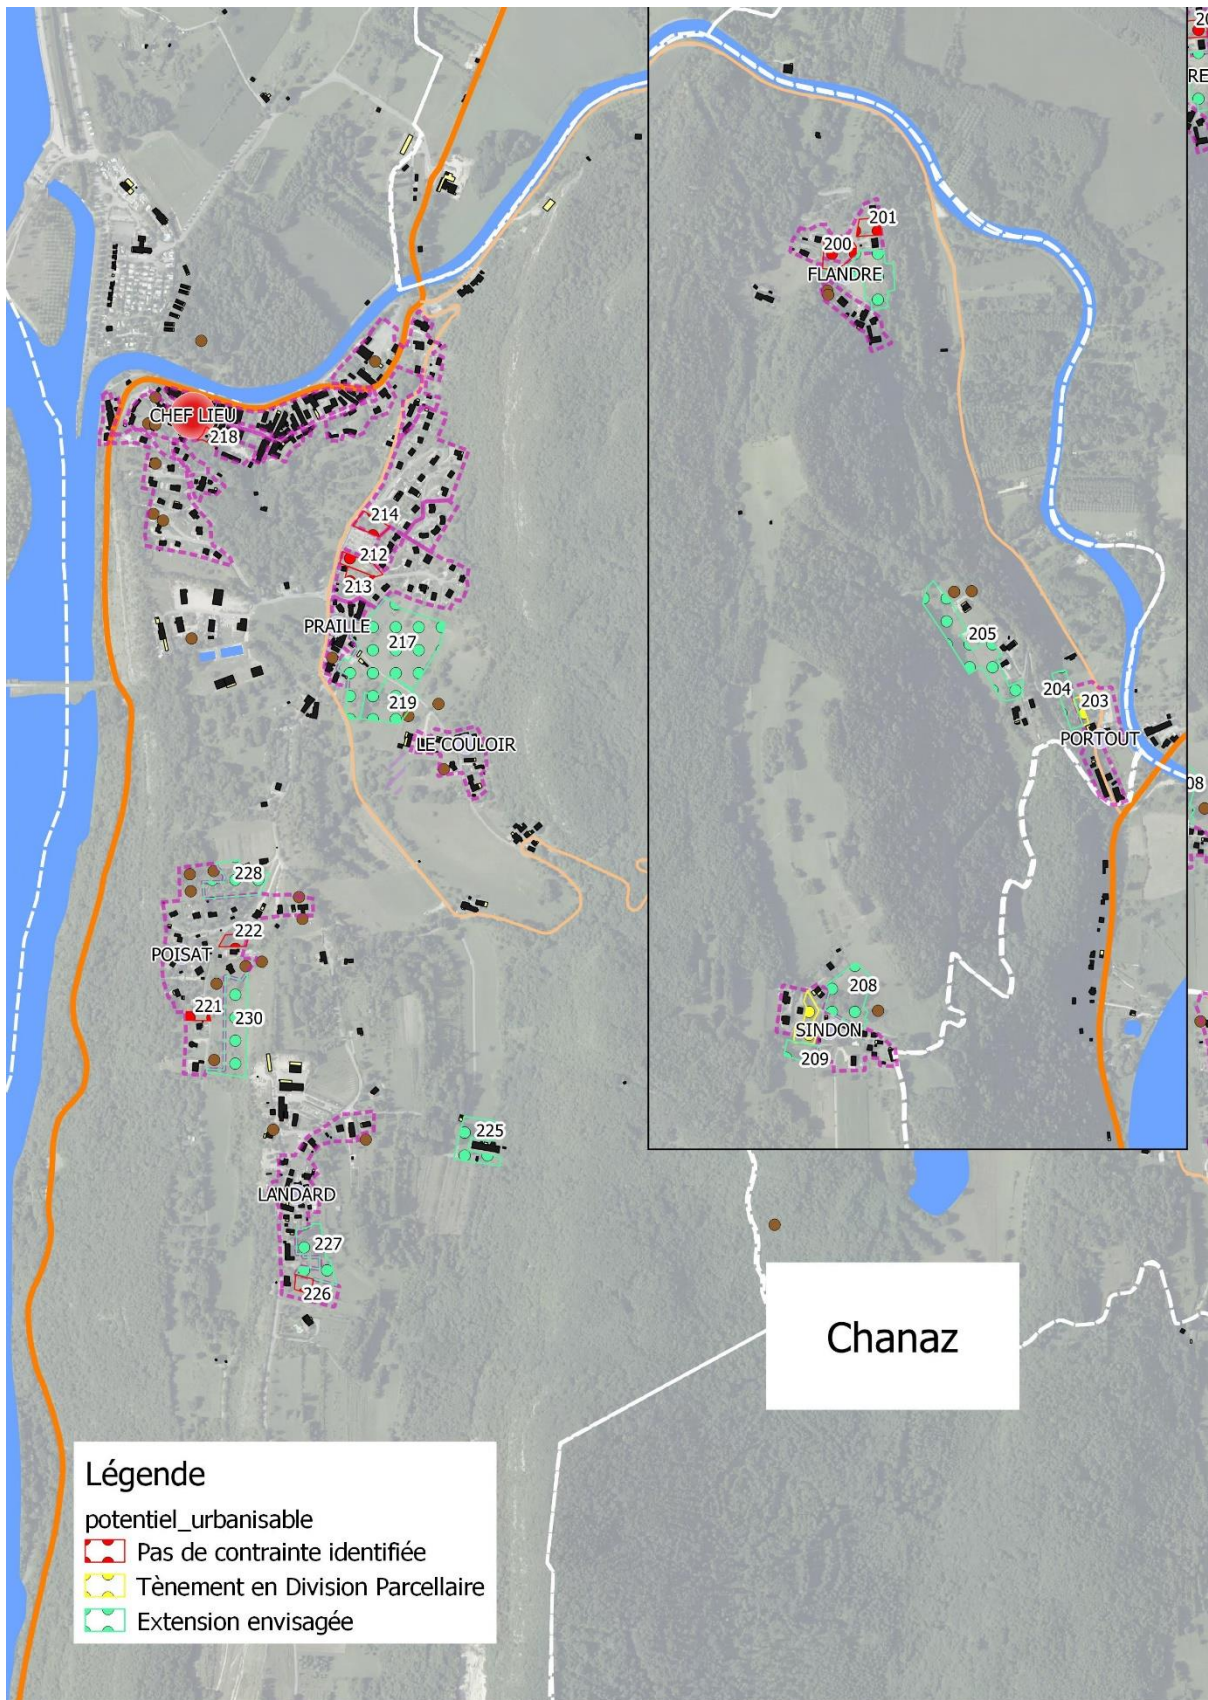 20
RE
201
200
FLANDRE
CHEF LIEU
218
214
212
213
PRAILLE
217
205
219
204
203
PORTOUT
LE COULOIR
08
228
222
POISAT
221
230
208
SINDON
209
225
LANDARD
227
226
Chanaz
Légende
potentiel_urbanisable
Pas de contrainte identifiée
Tènement en Division Parcellaire
Extension envisagée